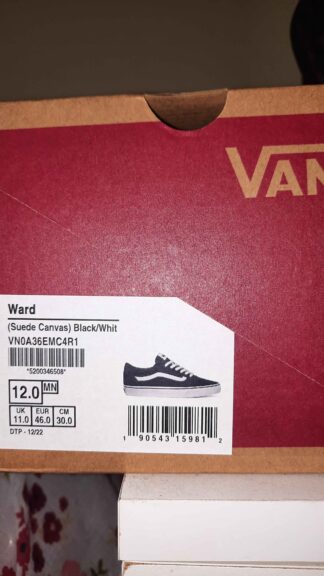 VAN
Ward
(Suede Canvas) Black/Whit
VN0A36EMC4R1
*5200346508*
12.0 MN
UK EUR CM
11.0 46.0 30.0
DTP - 12/22
1 90543 15981 2